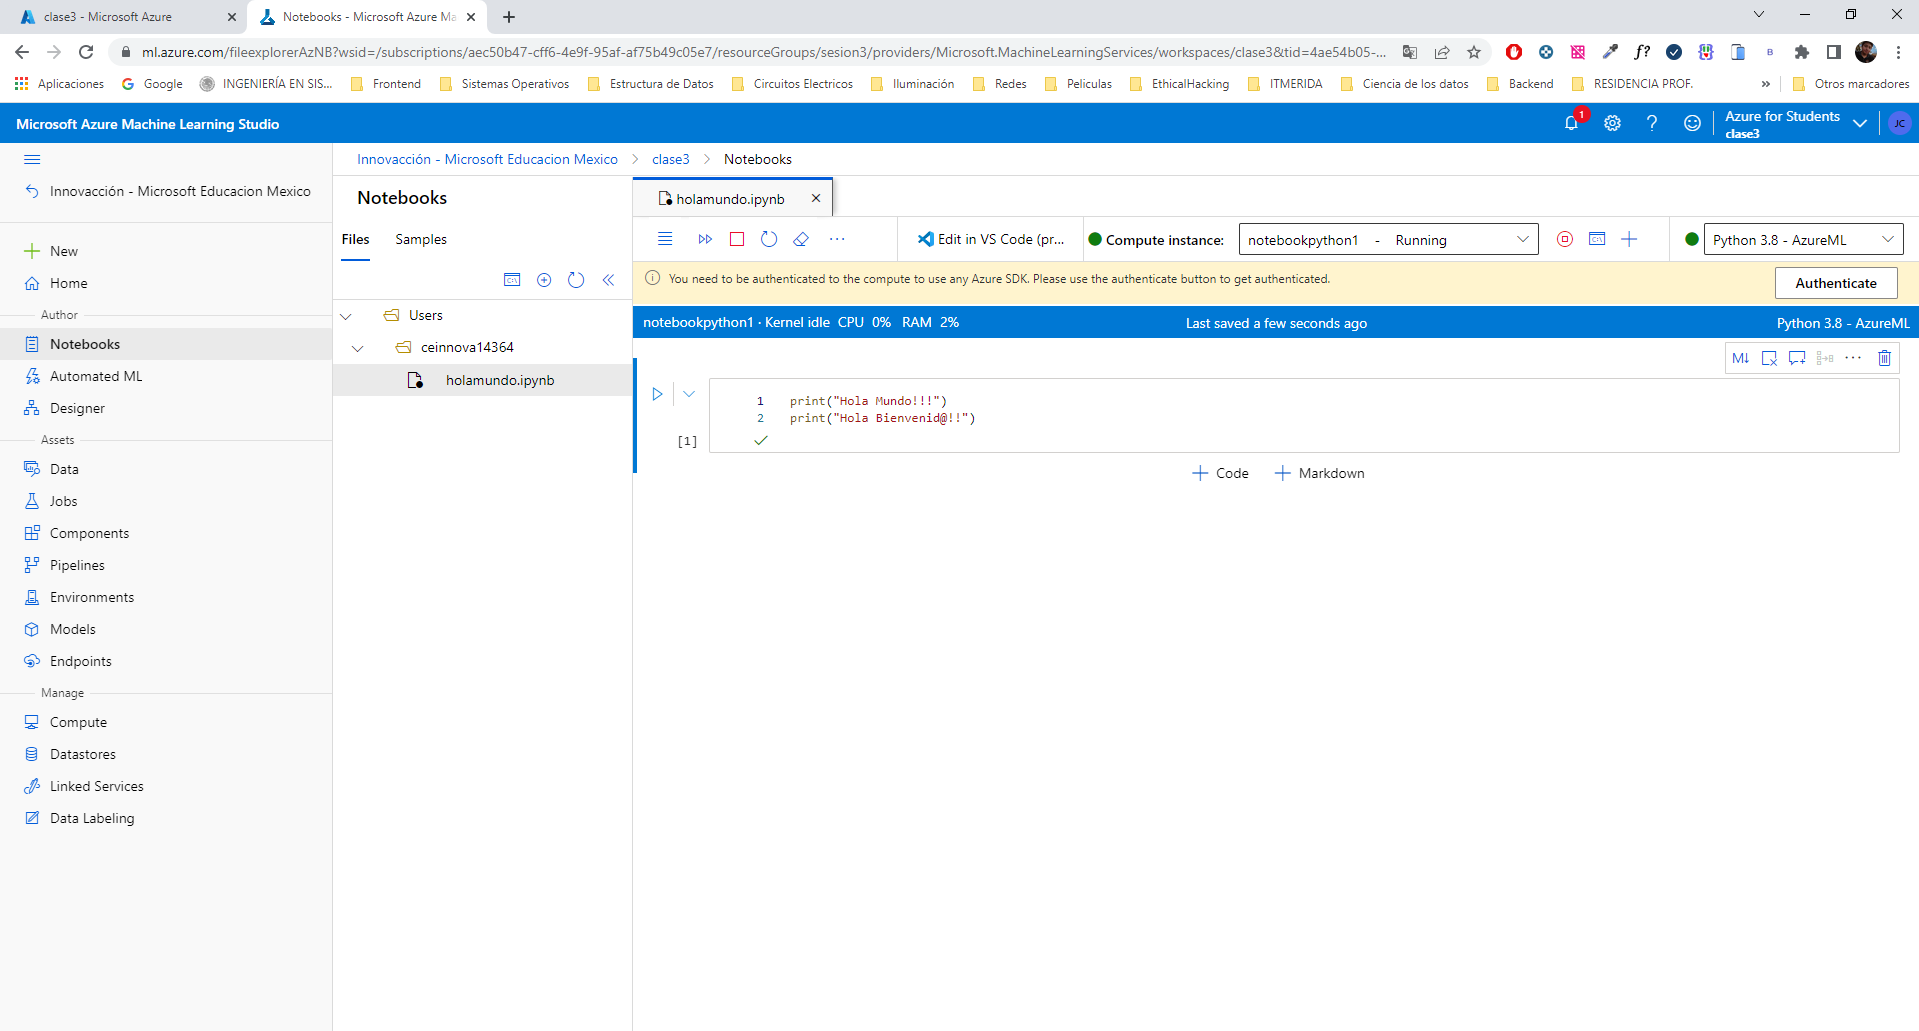 clase3 - Microsoft Azure
Notebooks - Microsoft Azure Ma
ml.azure.com/fileexplorerAzNB?wsid=/subscriptions/aec50b47-cff6-4e9f-95af-af75b49c05e7/resourceGroups/sesion3/providers/Microsoft.MachineLearningServices/workspaces/clase3&tid=4ae54b05-...
f?
B
Aplicaciones
Google
INGENIERÍA EN SIS...
Frontend
Sistemas Operativos
Estructura de Datos
Circuitos Electricos
Iluminación
Redes
Peliculas
EthicalHacking
ITMERIDA
Ciencia de los datos
Backend
RESIDENCIA PROF.
»
Otros marcadores
Microsoft Azure Machine Learning Studio
1
?
Azure for Students
clase3
JC
Innovacción - Microsoft Educacion Mexico
New
Home
Author
Notebooks
Automated ML
Designer
Assets
Data
Jobs
Components
Pipelines
Environments
Models
Endpoints
Manage
Compute
Datastores
Linked Services
Data Labeling
Innovacción - Microsoft Educacion Mexico > clase3 > Notebooks
Notebooks
Files
Samples
Users
ceinnova14364
holamundo.ipynb
holamundo.ipynb
Edit in VS Code (pr...
Compute instance:
notebookpython1 - Running
Python 3.8 - AzureML
You need to be authenticated to the compute to use any Azure SDK. Please use the authenticate button to get authenticated.
Authenticate
notebookpython1 · Kernel idle CPU 0% RAM 2%
Last saved a few seconds ago
Python 3.8 - AzureML
M↓
1 print("Hola Mundo!!!")
2 print("Hola Bienvenid@!!")
[1]
Code
Markdown